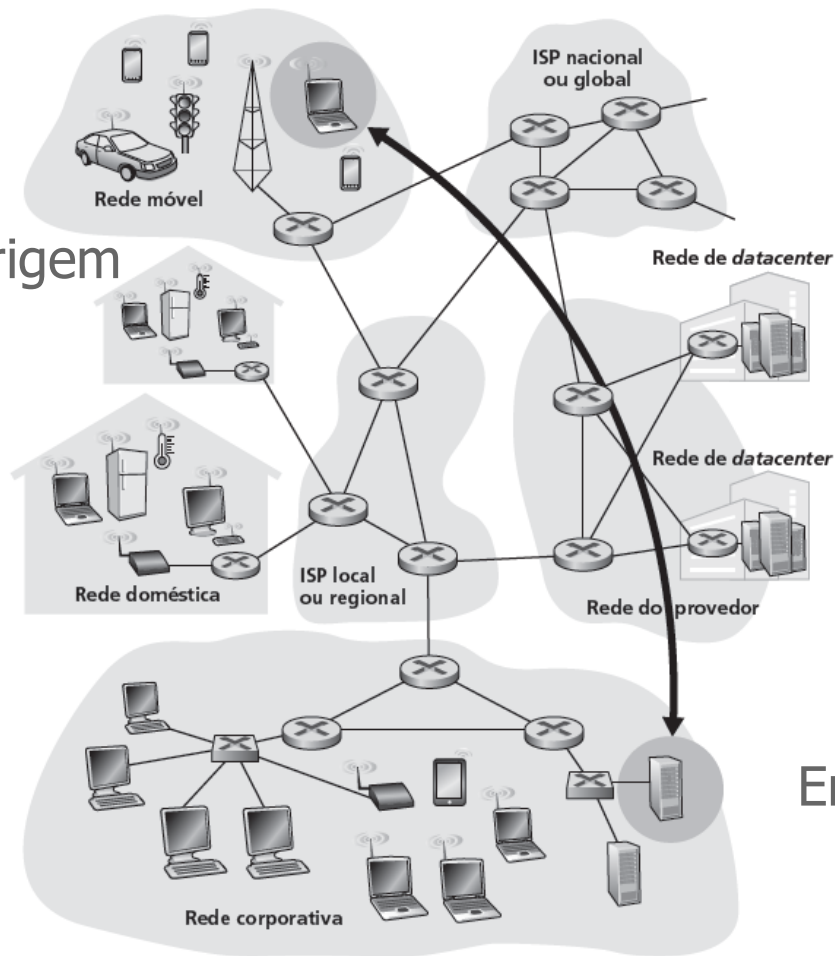 ISP nacional
ou global
Rede móvel
rigem
Rede de datacenter
Rede de datacenter
Rede doméstica
ISP local
ou regional
Rede do provedor
En
Rede corporativa